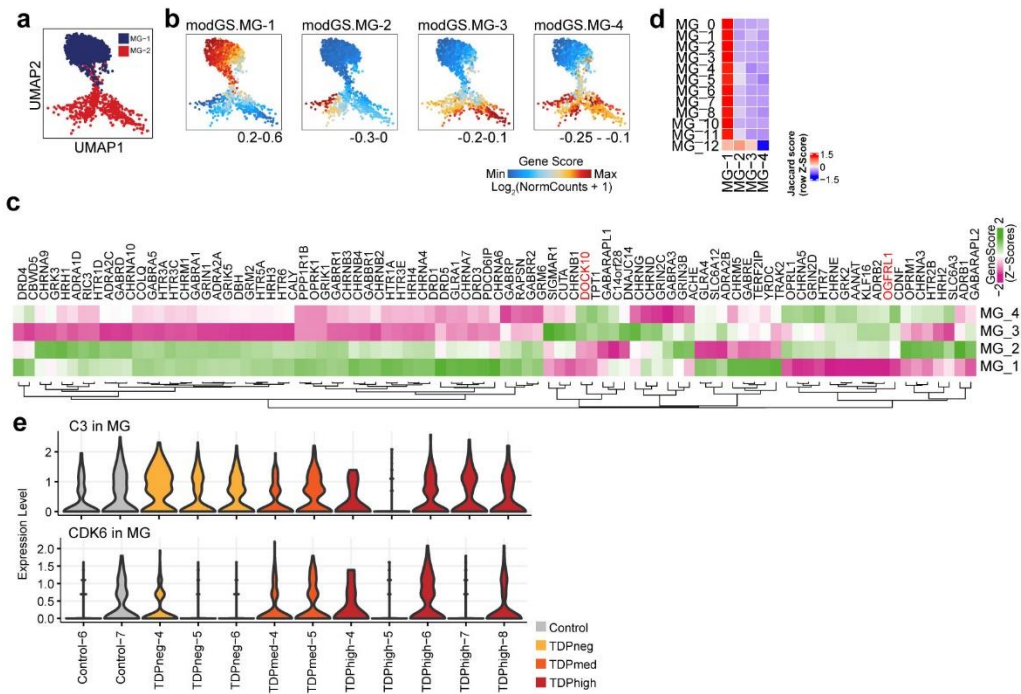 a
UMAP2
MG-1
MG-2
UMAP1
b
modGS.MG-1
modGS.MG-2
modGS.MG-3
modGS.MG-4
0.2-0.6
-0.3-0
-0.2-0.1
-0.25 - -0.1
Gene Score
Min
Max
Log2(NormCounts + 1)
d
MG_0
MG_1
MG_2
MG_3
MG_4
MG_5
MG_6
MG_7
MG_8
MG_10
MG_11
MG_12
MG-1
MG-2
MG-3
MG-4
Jaccard score
(row Z-Score)
1.5
0
-1.5
c
DRD4
CBWD5
CHRNA9
GRK3
HRH1
ADRA1D
RIC3
HTR1D
ADRA2C
GABRD
CHRNA10
COLQ
GABRA5
HTR3A
HTR3C
CHRM1
GABRA1
GRIN1
ADRA2A
GRK5
DBH
GRM2
HTR5A
HRH3
HTR6
CALY
PPP1R1B
OPRK1
GRIK1
GABRR1
CHRNB3
CHRNB4
GABBR1
CHRNB2
HTR1A
HTR3E
HRH4
CHRNA4
DRD1
DRD5
GLRA1
CHRNA7
DRD3
PDCD6IP
CHRNA6
GABRP
RAPSN
GABRR2
GRM6
SIGMAR1
DTNA
CHRNB1
DOCK10
TPT1
GABARAPL1
C14orf28
DNAJC14
CHRNG
CHRND
GRIN2C
GABRA3
GRIN3B
ACHE
GLRA4
SLC6A12
ADRA2B
CHRM5
GABRE
TERF2IP
YPDC
TRAK2
OPRL1
CHRNA5
GRIN2D
HTR7
CHRNE
GRK2
AANAT
KLF16
ADRB2
OGFRL1
CDNF
OPRM1
CHRNA3
HTR2B
HRH2
SLC6A3
ADRB1
GABARAPL2
GeneScore
(Z-Scores)
-2
0
2
MG_4
MG_3
MG_2
MG_1
e
C3 in MG
2
1
0
Expression Level
CDK6 in MG
2.0
1.5
1.0
0.5
0.0
Control-6
Control-7
TDPneg-4
TDPneg-5
TDPneg-6
TDPmed-4
TDPmed-5
TDPhigh-4
TDPhigh-5
TDPhigh-6
TDPhigh-7
TDPhigh-8
Control
TDPneg
TDPmed
TDPhigh